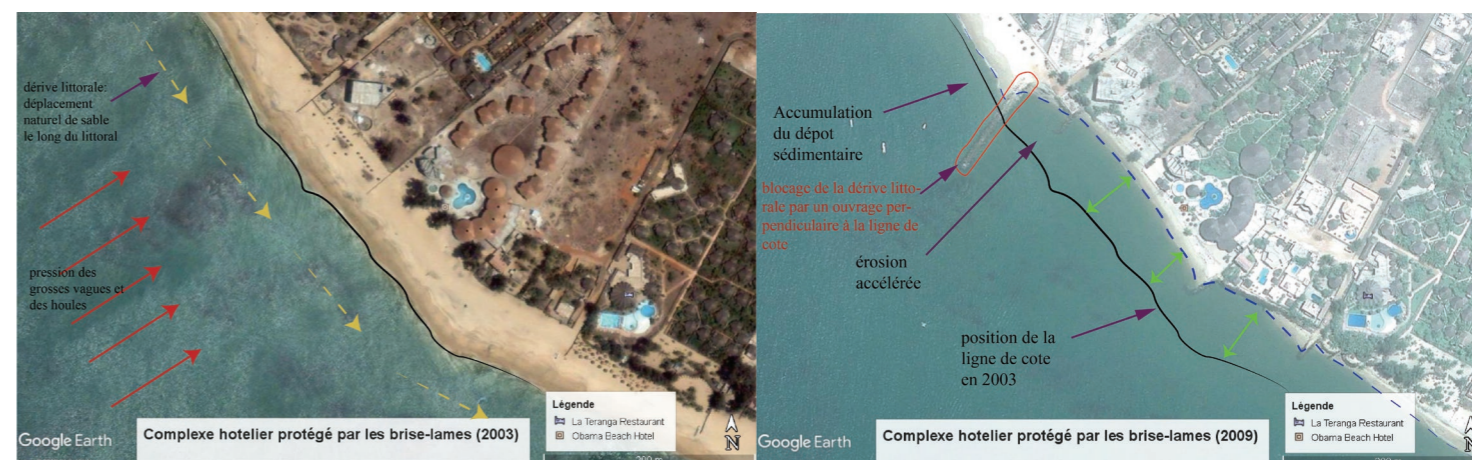 dérive littorale:
déplacement
naturel de sable
le long du littoral
pression des
grosses vagues et
des houles
Google Earth
Complexe hotelier protégé par les brise-lames (2003)
Légende
La Teranga Restaurant
Obama Beach Hotel
N
Accumulation
du dépot
sédimentaire
blocage de la dérive litto-
rale par un ouvrage per-
pendiculaire à la ligne de
cote
érosion
accélérée
position de la
ligne de cote
en 2003
Google Earth
Complexe hotelier protégé par les brise-lames (2009)
Légende
La Teranga Restaurant
Obama Beach Hotel
N